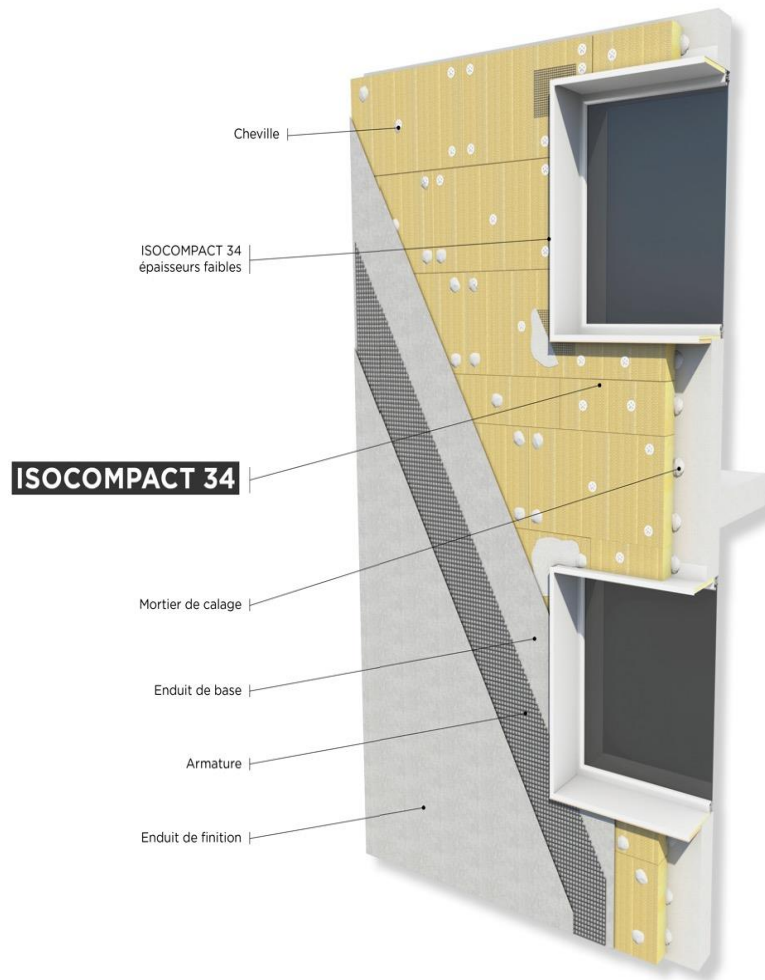 Cheville
ISOCOMPACT 34
épaisseurs faibles
ISOCOMPACT 34
Mortier de calage
Enduit de base
Armature
Enduit de finition